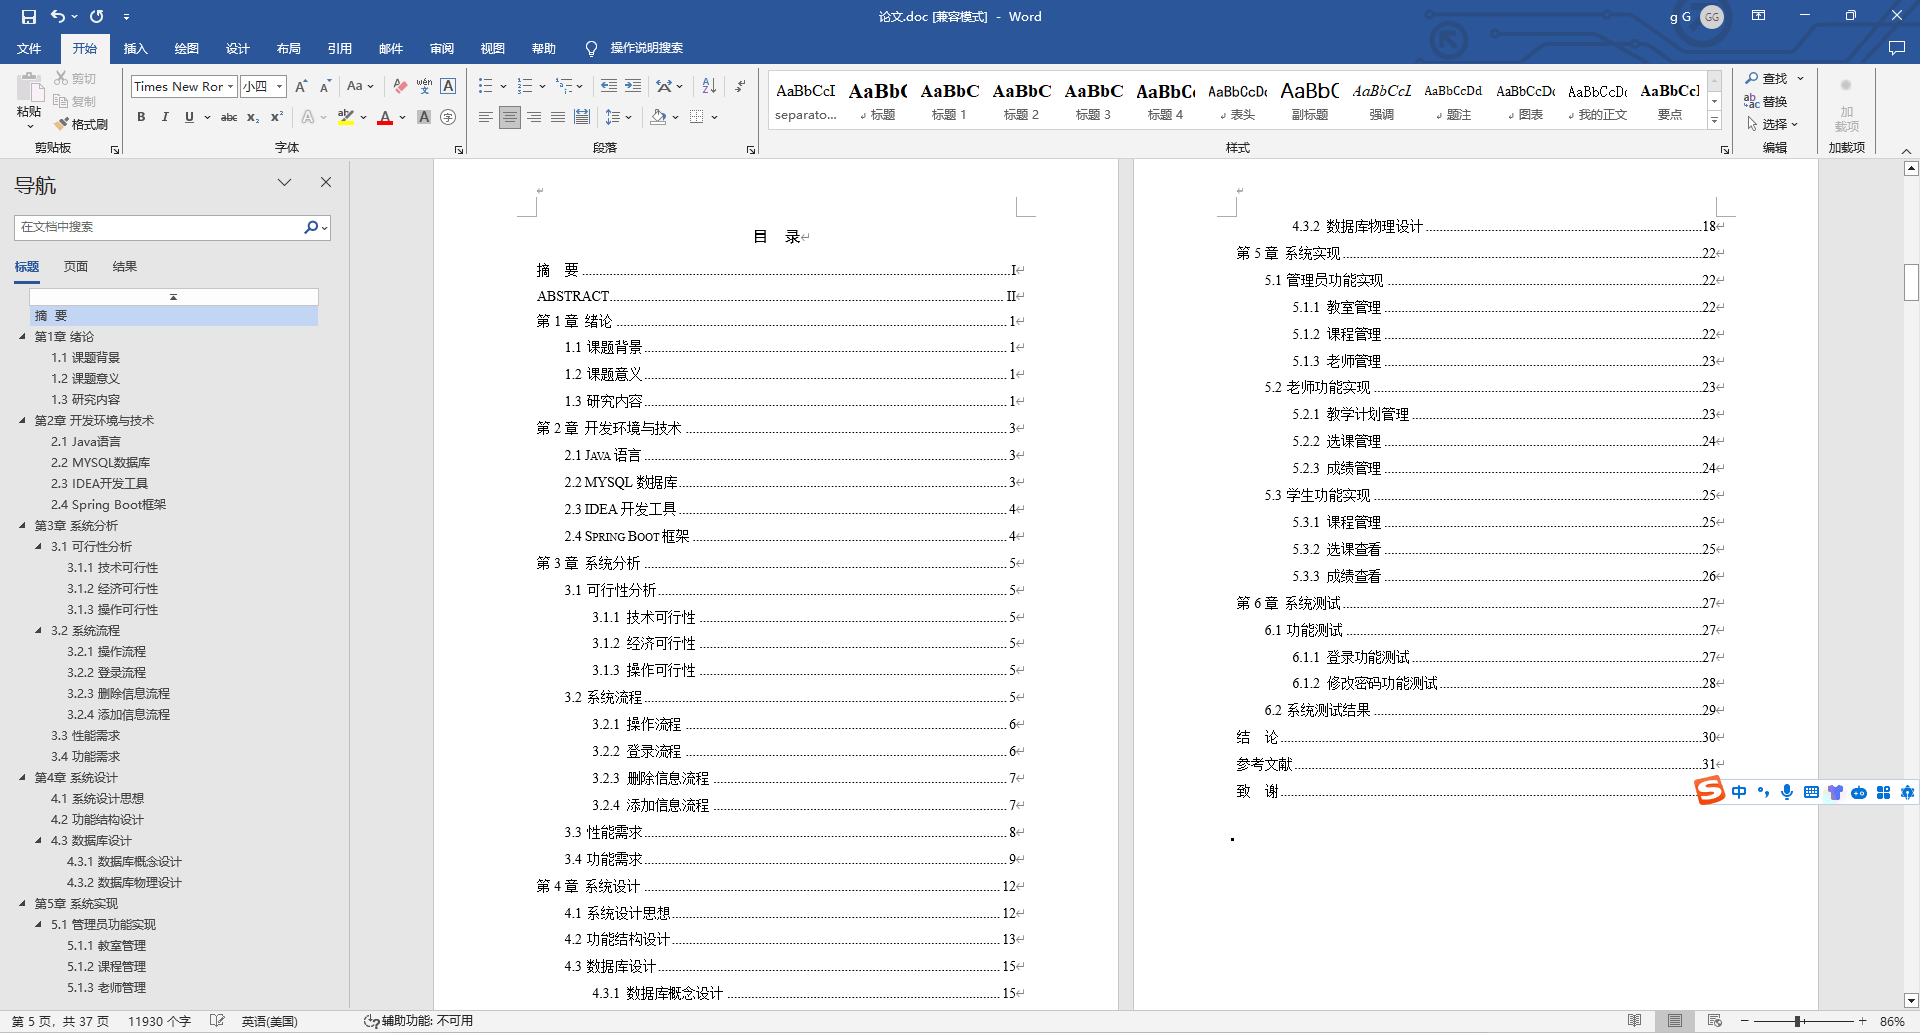 论文.doc [兼容模式] - Word
g G
GG
文件 开始 插入 绘图 设计 布局 引用 邮件 审阅 视图 帮助 操作说明搜索
粘贴
剪切
复制
格式刷
剪贴板
Times New Ror
小四
字体
段落
AaBbCcI separato...
AaBb( 标题
AaBbC 标题 1
AaBbC 标题 2
AaBbC 标题 3
AaBbC( 标题 4
AaBbCcDc 表头
AaBb( 副标题
AaBbCcL 强调
AaBbCcDd 题注
AaBbCcDc 图表
AaBbCcDc 我的正文
AaBbCcl 要点
样式
查找
替换
选择
编辑
加载项
加载项
导航
在文档中搜索
标题 页面 结果
摘 要
第1章 绪论
1.1 课题背景
1.2 课题意义
1.3 研究内容
第2章 开发环境与技术
2.1 Java语言
2.2 MYSQL数据库
2.3 IDEA开发工具
2.4 Spring Boot框架
第3章 系统分析
3.1 可行性分析
3.1.1 技术可行性
3.1.2 经济可行性
3.1.3 操作可行性
3.2 系统流程
3.2.1 操作流程
3.2.2 登录流程
3.2.3 删除信息流程
3.2.4 添加信息流程
3.3 性能需求
3.4 功能需求
第4章 系统设计
4.1 系统设计思想
4.2 功能结构设计
4.3 数据库设计
4.3.1 数据库概念设计
4.3.2 数据库物理设计
第5章 系统实现
5.1 管理员功能实现
5.1.1 教室管理
5.1.2 课程管理
5.1.3 老师管理
目 录
摘 要 I
ABSTRACT II
第 1 章 绪论 1
1.1 课题背景 1
1.2 课题意义 1
1.3 研究内容 1
第 2 章 开发环境与技术 3
2.1 JAVA 语言 3
2.2 MYSQL 数据库 3
2.3 IDEA 开发工具 4
2.4 SPRING BOOT 框架 4
第 3 章 系统分析 5
3.1 可行性分析 5
3.1.1 技术可行性 5
3.1.2 经济可行性 5
3.1.3 操作可行性 5
3.2 系统流程 5
3.2.1 操作流程 6
3.2.2 登录流程 6
3.2.3 删除信息流程 7
3.2.4 添加信息流程 7
3.3 性能需求 8
3.4 功能需求 9
第 4 章 系统设计 12
4.1 系统设计思想 12
4.2 功能结构设计 13
4.3 数据库设计 15
4.3.1 数据库概念设计 15
4.3.2 数据库物理设计 18
第 5 章 系统实现 22
5.1 管理员功能实现 22
5.1.1 教室管理 22
5.1.2 课程管理 22
5.1.3 老师管理 23
5.2 老师功能实现 23
5.2.1 教学计划管理 23
5.2.2 选课管理 24
5.2.3 成绩管理 24
5.3 学生功能实现 25
5.3.1 课程管理 25
5.3.2 选课查看 25
5.3.3 成绩查看 26
第 6 章 系统测试 27
6.1 功能测试 27
6.1.1 登录功能测试 27
6.1.2 修改密码功能测试 28
6.2 系统测试结果 29
结 论 30
参考文献 31
致 谢
中
第 5 页，共 37 页 11930 个字 英语(美国) 辅助功能: 不可用 86%